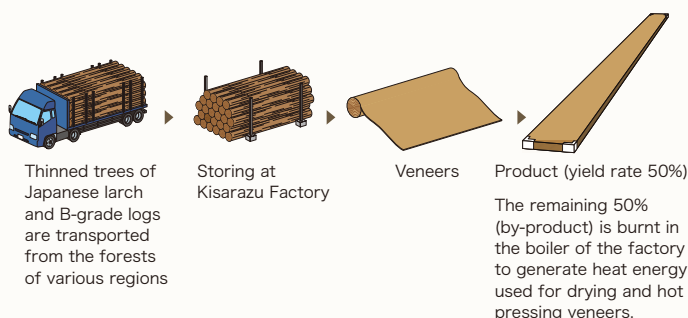 Thinned trees of
Japanese larch
and B-grade logs
are transported
from the forests
of various regions
Storing at
Kisarazu Factory
Veneers
Product (yield rate 50%)
The remaining 50%
(by-product) is burnt in
the boiler of the factory
to generate heat energy
used for drying and hot
pressing veneers.